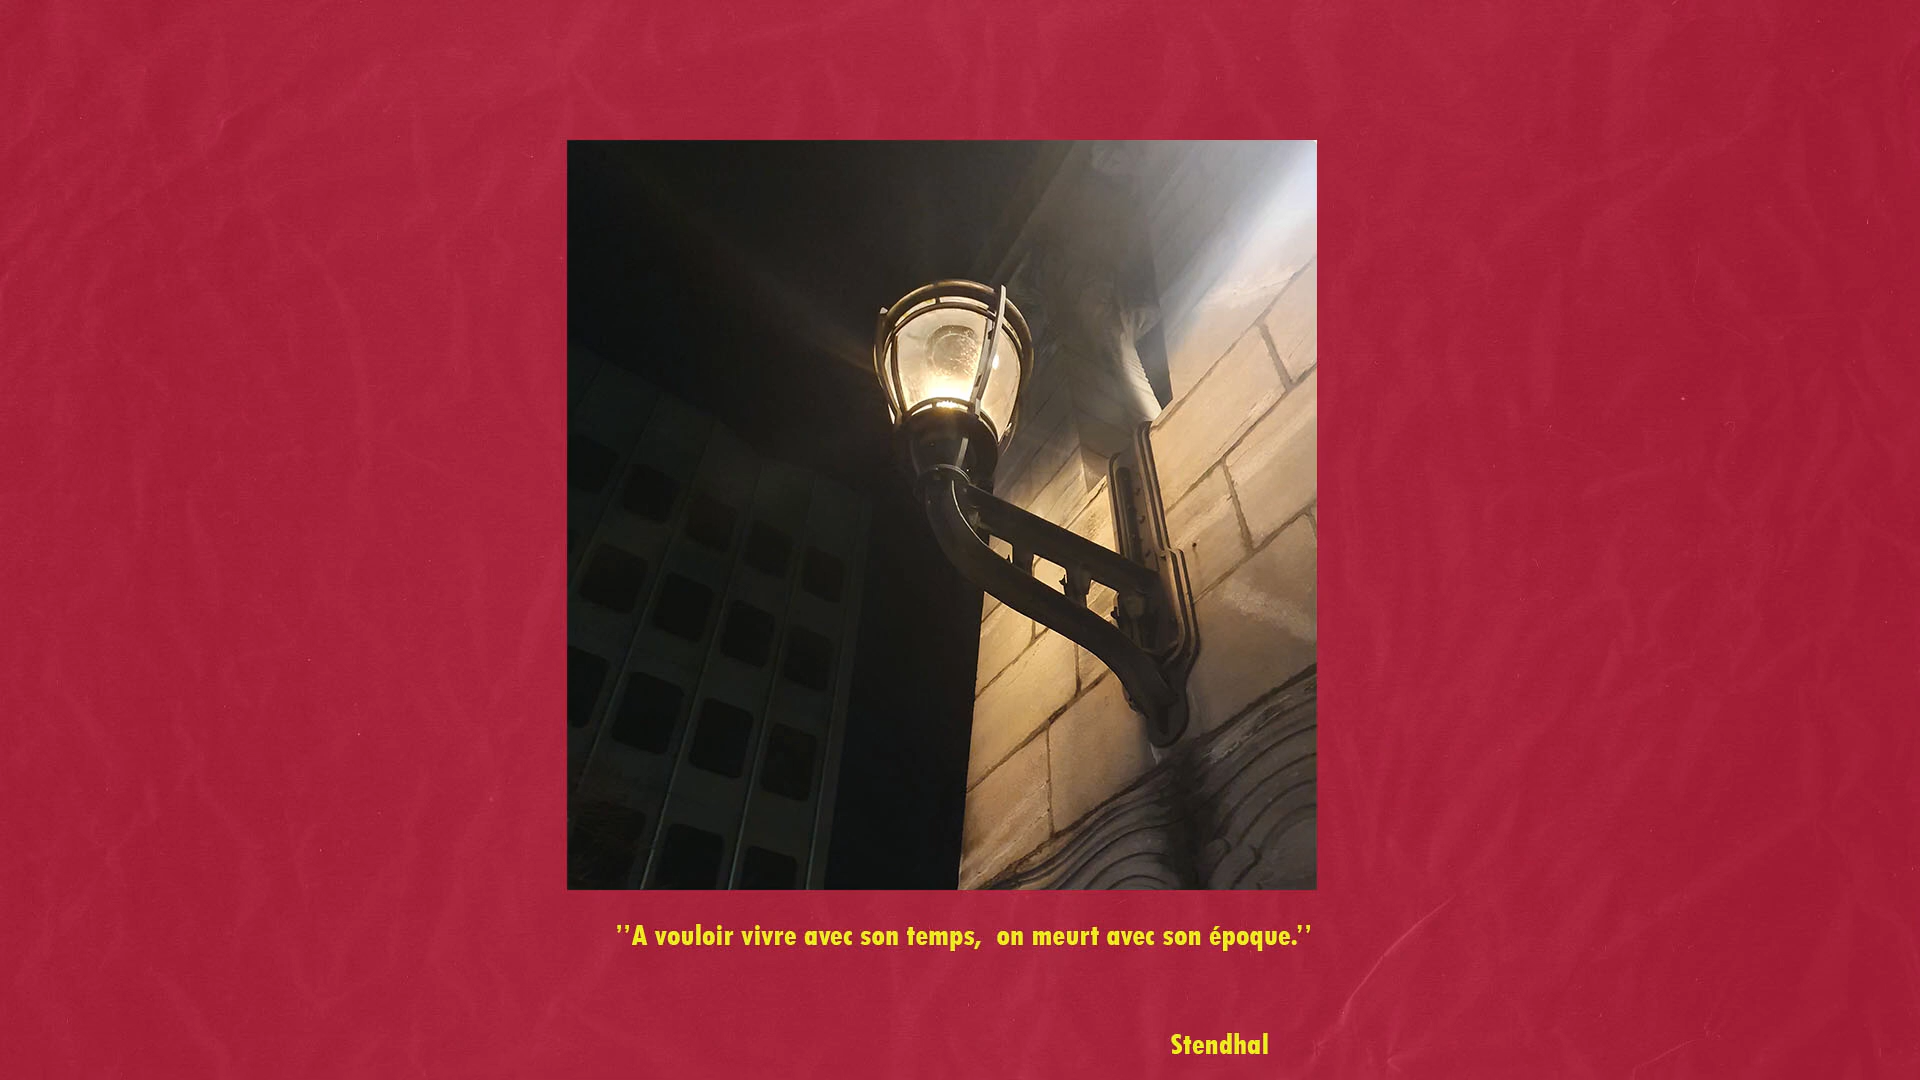 ’’A vouloir vivre avec son temps,  on meurt avec son époque.’’
Stendhal